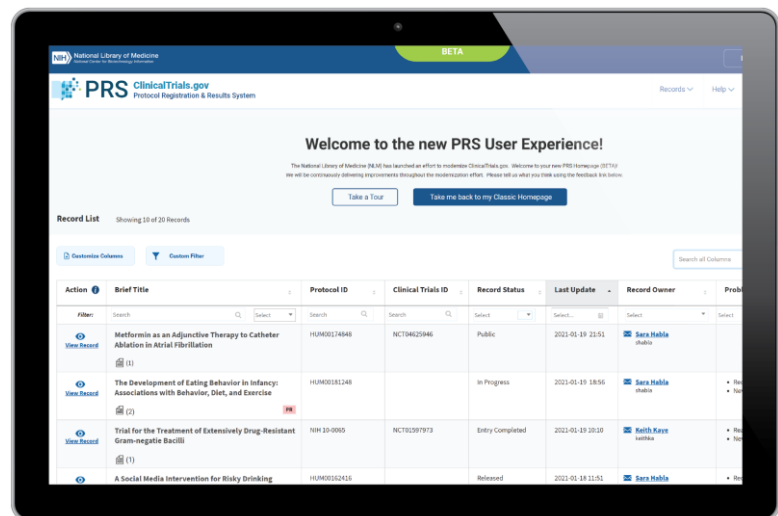 NIH National Library of Medicine
National Center for Biotechnology Information
BETA
PRS ClinicalTrials.gov
Protocol Registration & Results System
Records Help
Welcome to the new PRS User Experience!
The National Library of Medicine (NLM) has launched an effort to modernize ClinicalTrials.gov. Welcome to your new PRS Homepage (BETA)!
We will be continuously delivering improvements throughout the modernization effort. Please tell us what you think using the feedback link below.
Take a Tour Take me back to my Classic Homepage
Record List Showing 10 of 20 Records
Customize Columns Custom Filter Search all Columns
Action Brief Title Protocol ID Clinical Trials ID Record Status Last Update Record Owner Probl
Filter: Search Select Search Search Select Select... Select Select
View Record Metformin as an Adjunctive Therapy to Catheter HUM00174848 NCT04625946 Public 2021-01-19 21:51 Sara Habla
Ablation in Atrial Fibrillation shabla
(1)
View Record The Development of Eating Behavior in Infancy: HUM00181248 In Progress 2021-01-19 18:56 Sara Habla
Associations with Behavior, Diet, and Exercise shabla
(2) PR
View Record Trial for the Treatment of Extensively Drug-Resistant NIH 10-0065 NCT01597973 Entry Completed 2021-01-19 20:20 Keith Kaye
Gram-negatie Bacilli keithka
(1)
A Social Media Intervention for Risky Drinking HUM00162416 Released 2021-01-18 11:51 Sara Habla